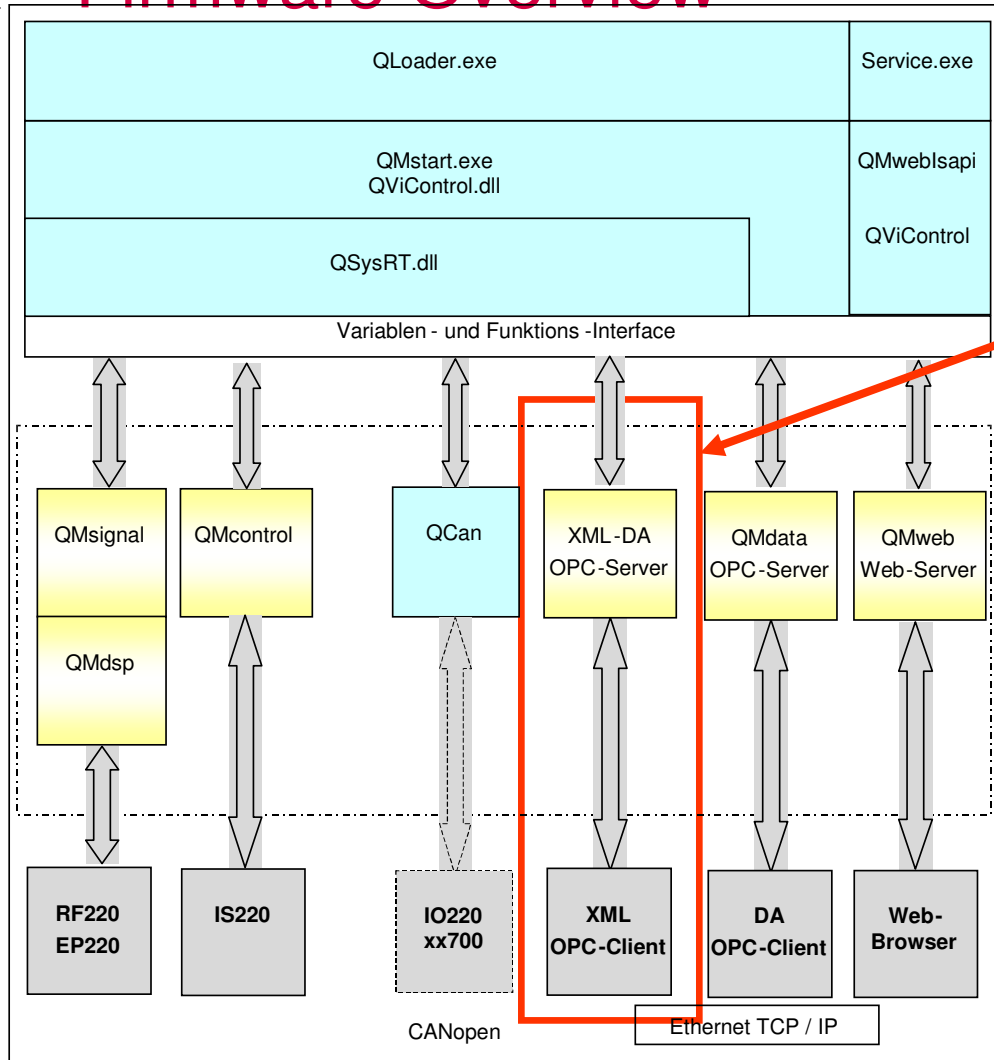 Firmware Overview
QLoader.exe
Service.exe
QMstart.exe
QViControl.dll
QMwebIsapi
QViControl
QSysRT.dll
Variablen - und Funktions -Interface
QMsignal
QMcontrol
QCan
XML-DA
OPC-Server
QMdata
OPC-Server
QMweb
Web-Server
QMdsp
RF220
EP220
IS220
IO220
xx700
XML
OPC-Client
DA
OPC-Client
Web-
Browser
CANopen
Ethernet TCP / IP